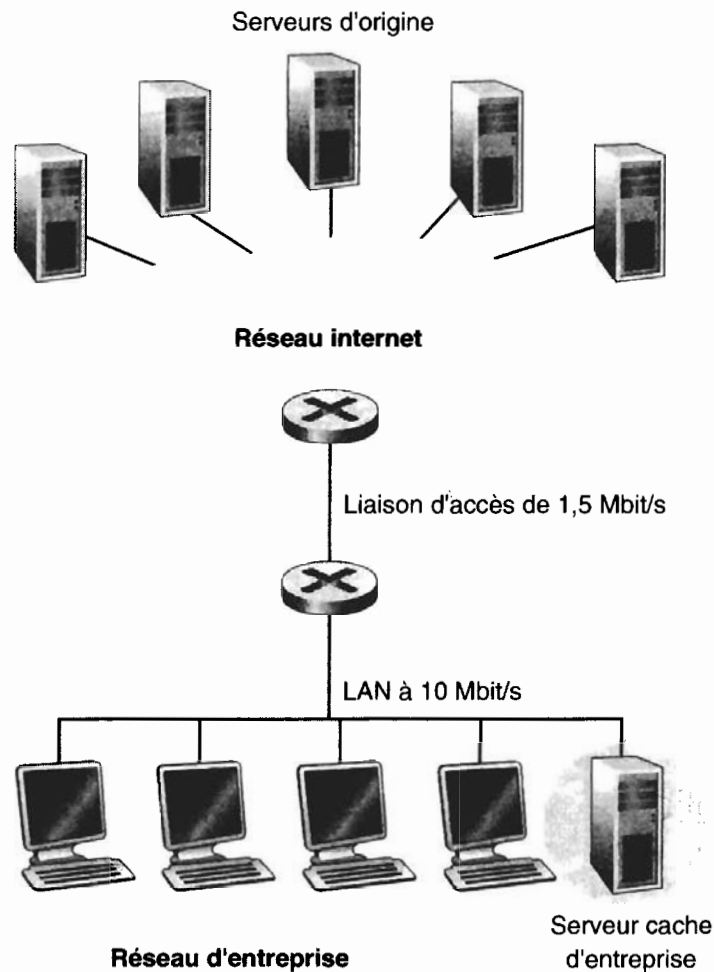 Serveurs d'origine
Réseau internet
Liaison d'accès de 1,5 Mbit/s
LAN à 10 Mbit/s
Serveur cache
d'entreprise
Réseau d'entreprise